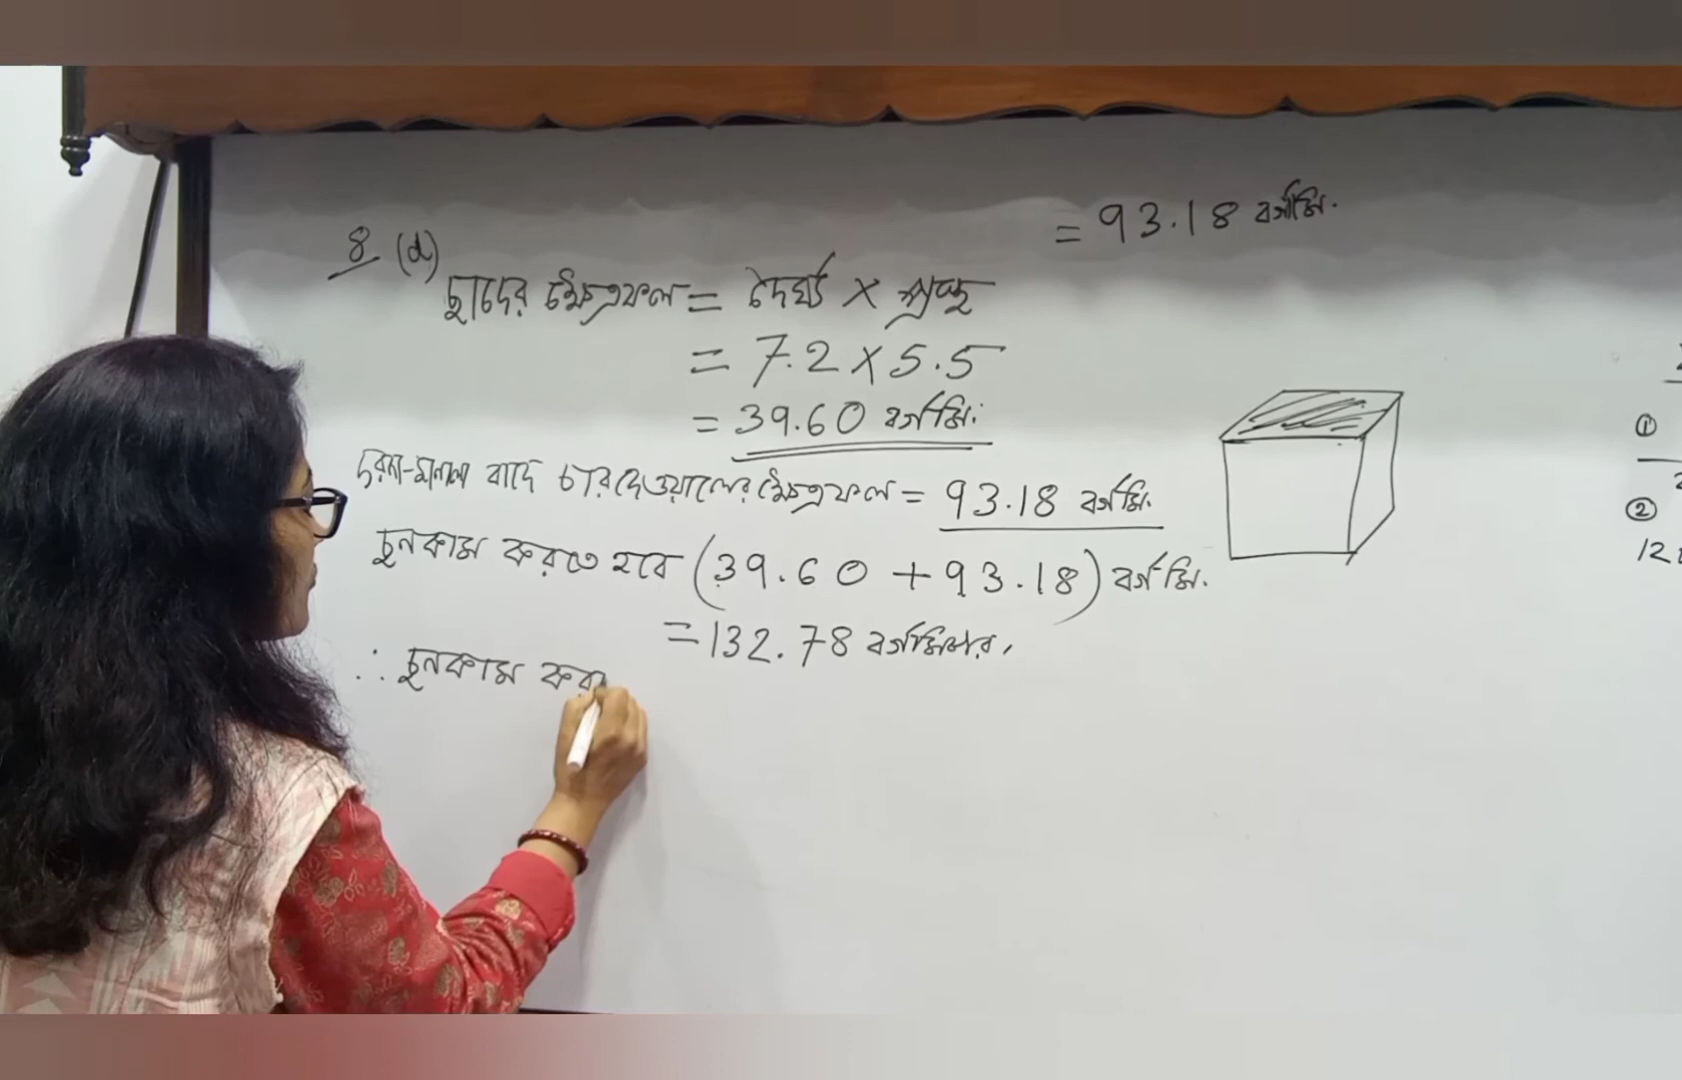 = 93.18 বর্গমি.
8 (d)
ছাদের ক্ষেত্রফল = দৈর্ঘ্য × প্রস্থ
= 7.2 × 5.5
= 39.60 বর্গমি.
দরজা-জানালা বাদে চার দেওয়ালের ক্ষেত্রফল = 93.18 বর্গমি.
চুনকাম করতে হবে (39.60 + 93.18) বর্গমি.
= 132.78 বর্গমিটার,
∴ চুনকাম করা
①
②
12